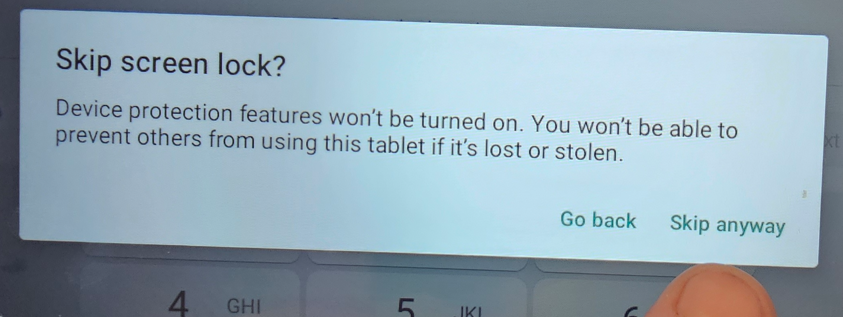 Skip screen lock?
Device protection features won't be turned on. You won't be able to
prevent others from using this tablet if it's lost or stolen.
xt
Go back Skip anyway
4 GHI 5 JKL 6